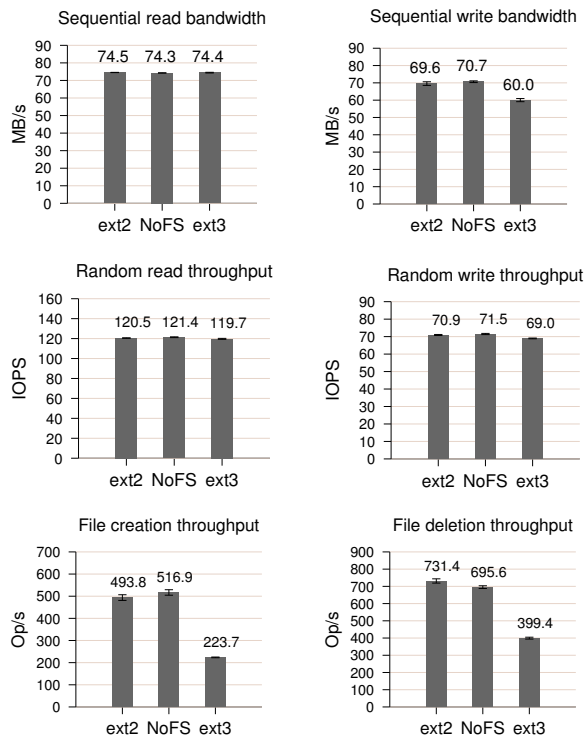 Sequential read bandwidth
90
80
70
60
50
40
30
20
10
0
MB/s
74.5 74.3 74.4
ext2 NoFS ext3
Sequential write bandwidth
90
80
70
60
50
40
30
20
10
0
MB/s
69.6 70.7 60.0
ext2 NoFS ext3
Random read throughput
160
140
120
100
80
60
40
20
0
IOPS
120.5 121.4 119.7
ext2 NoFS ext3
Random write throughput
90
80
70
60
50
40
30
20
10
0
IOPS
70.9 71.5 69.0
ext2 NoFS ext3
File creation throughput
700
600
500
400
300
200
100
0
Op/s
493.8 516.9 223.7
ext2 NoFS ext3
File deletion throughput
900
800
700
600
500
400
300
200
100
0
Op/s
731.4 695.6 399.4
ext2 NoFS ext3